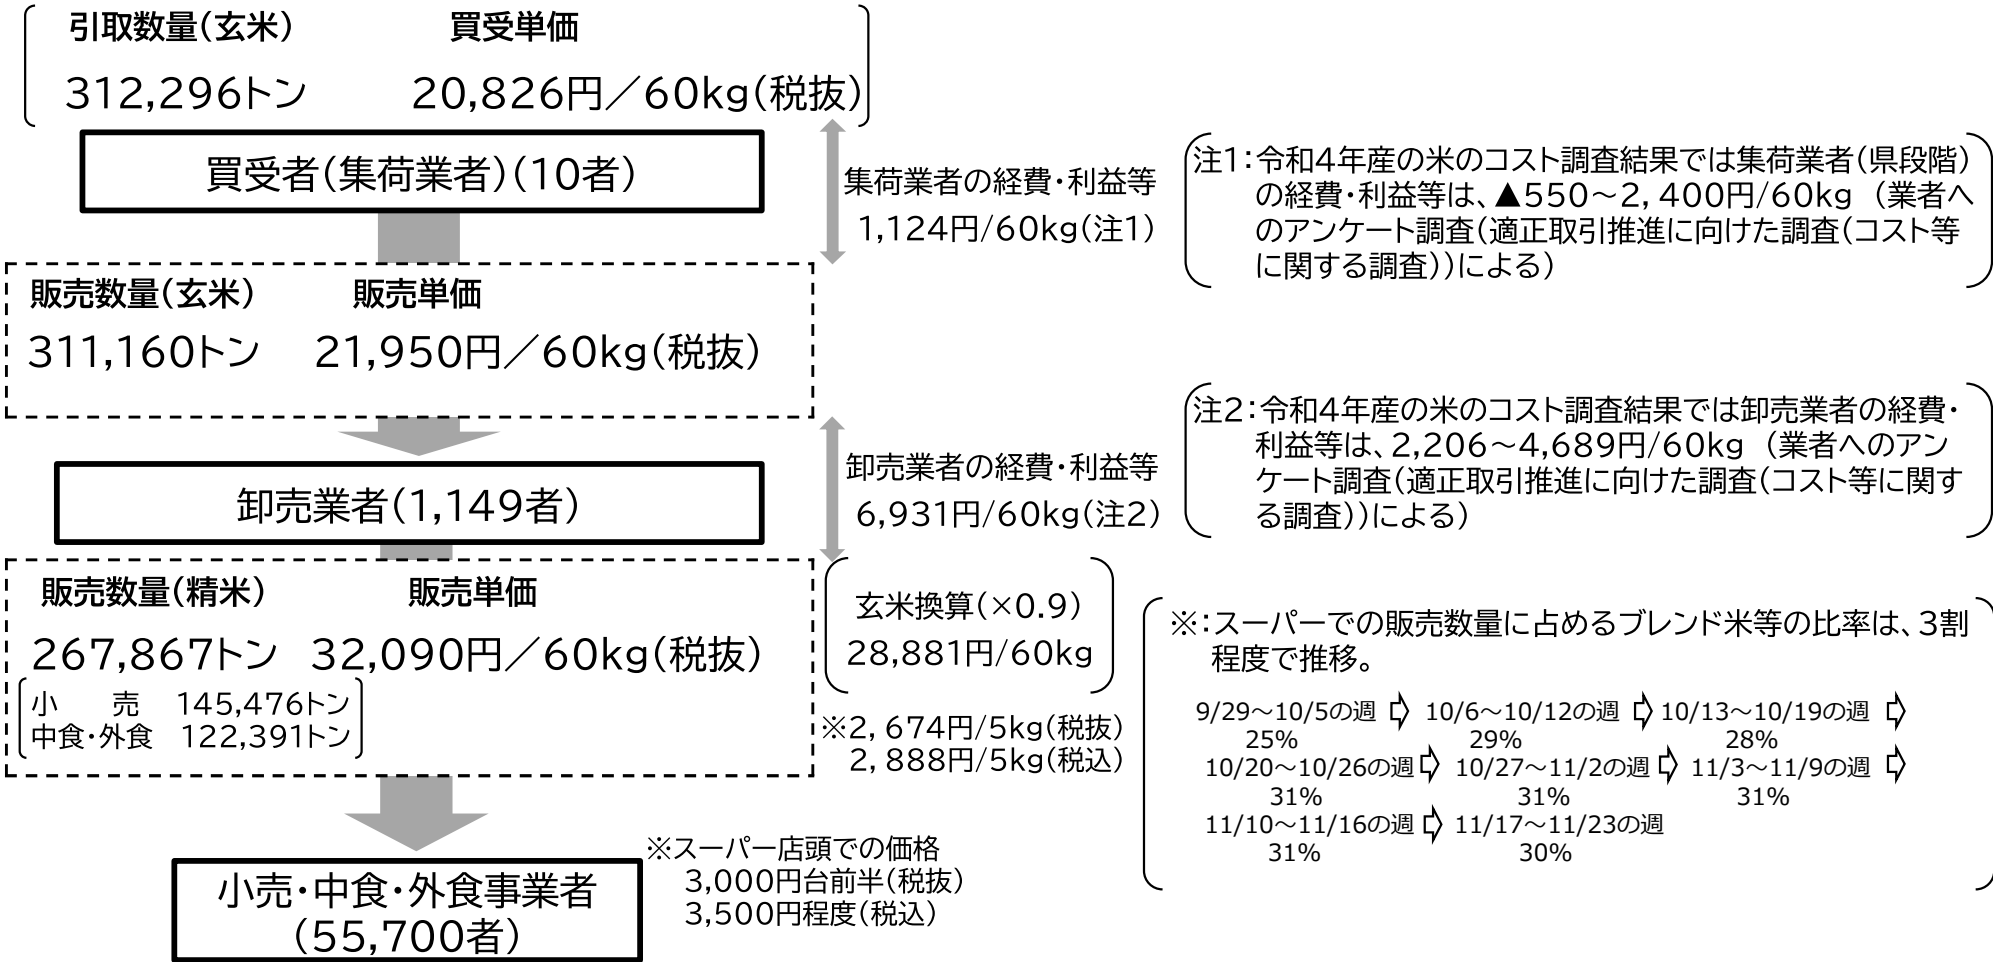 引取数量(玄米) 買受単価
312,296トン 20,826円／60kg(税抜)
買受者(集荷業者)(10者)
集荷業者の経費・利益等
1,124円/60kg(注1)
注1：令和4年産の米のコスト調査結果では集荷業者(県段階)
の経費・利益等は、▲550～2，400円/60kg (業者へ
のアンケート調査(適正取引推進に向けた調査(コスト等
に関する調査))による)
販売数量(玄米) 販売単価
311,160トン 21,950円／60kg(税抜)
卸売業者の経費・利益等
6,931円/60kg(注2)
注2：令和4年産の米のコスト調査結果では卸売業者の経費・
利益等は、2,206～4,689円/60kg (業者へのアン
ケート調査(適正取引推進に向けた調査(コスト等に関す
る調査))による)
卸売業者(1,149者)
販売数量(精米) 販売単価
267,867トン 32,090円／60kg(税抜)
小　　売 145,476トン
中食・外食 122,391トン
玄米換算(×0.9)
28,881円/60kg
※2，674円/5kg(税抜)
2，888円/5kg(税込)
※：スーパーでの販売数量に占めるブレンド米等の比率は、3割
程度で推移。
9/29～10/5の週 ⇨ 10/6～10/12の週 ⇨ 10/13～10/19の週 ⇨
25% 29% 28%
10/20～10/26の週 ⇨ 10/27～11/2の週 ⇨ 11/3～11/9の週 ⇨
31% 31% 31%
11/10～11/16の週 ⇨ 11/17～11/23の週
31% 30%
※スーパー店頭での価格
3,000円台前半(税抜)
3,500円程度(税込)
小売・中食・外食事業者
(55,700者)